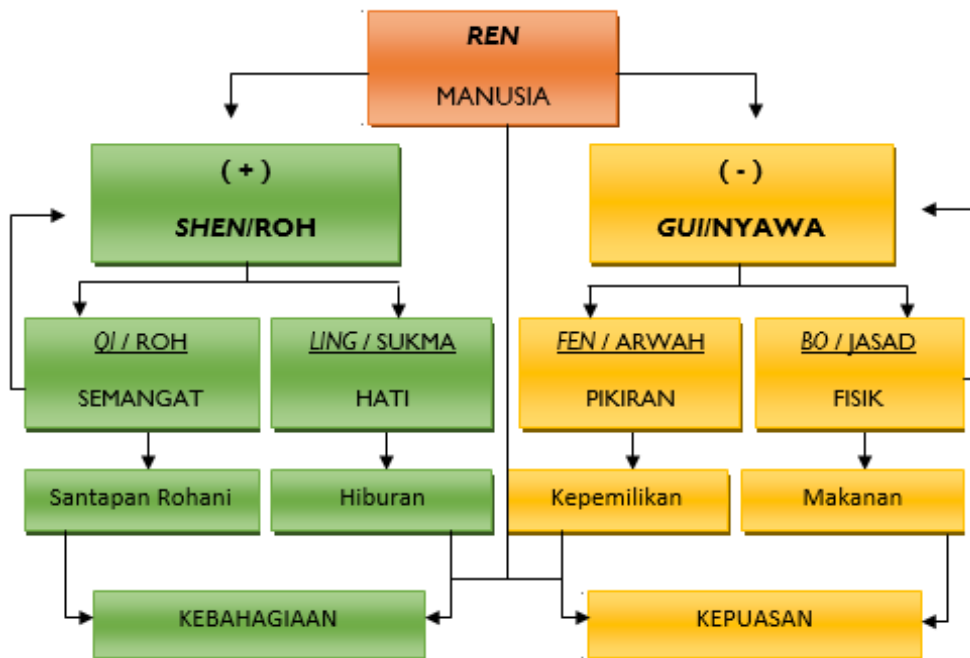 REN
MANUSIA
( + )
SHEN/ROH
( - )
GUI/NYAWA
QI / ROH
SEMANGAT
LING / SUKMA
HATI
FEN / ARWAH
PIKIRAN
BO / JASAD
FISIK
Santapan Rohani
Hiburan
Kepemilikan
Makanan
KEBAHAGIAAN
KEPUASAN